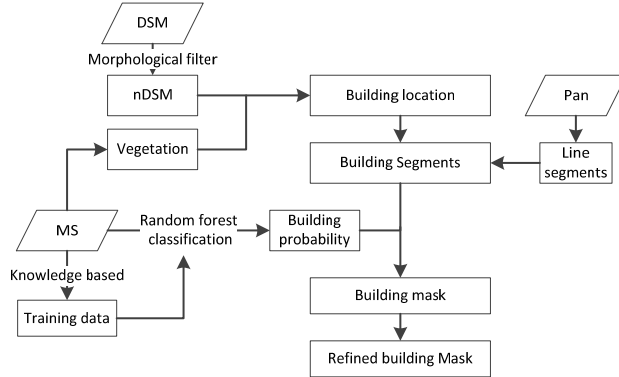 DSM
Morphological filter
nDSM
Building location
Pan
Vegetation
Building Segments
Line
segments
MS
Random forest
classification
Building
probability
Knowledge based
Training data
Building mask
Refined building Mask